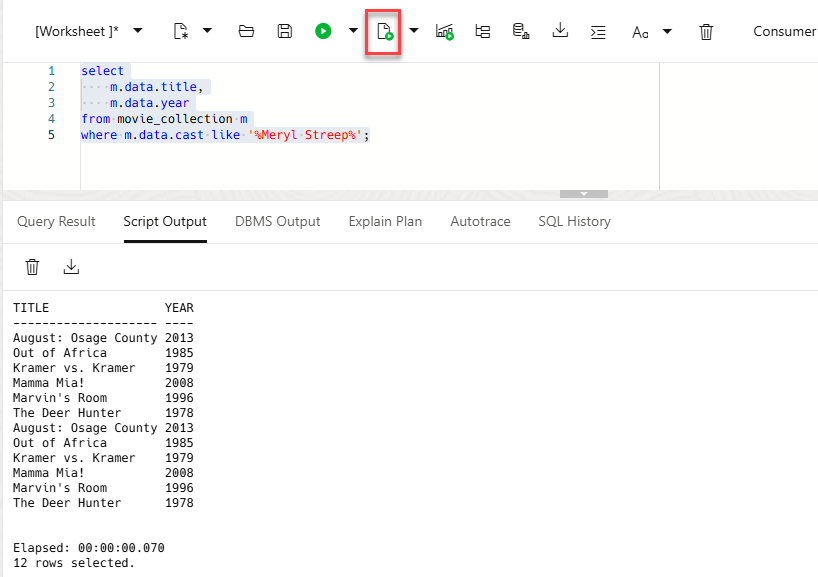 [Worksheet ]* Aa Consumer
1 select
2 ····m.data.title,
3 ····m.data.year
4 from·movie_collection·m
5 where·m.data.cast·like·'%Meryl·Streep%';
Query Result Script Output DBMS Output Explain Plan Autotrace SQL History
TITLE                YEAR
-------------------- ----
August: Osage County 2013
Out of Africa        1985
Kramer vs. Kramer    1979
Mamma Mia!           2008
Marvin's Room        1996
The Deer Hunter      1978
August: Osage County 2013
Out of Africa        1985
Kramer vs. Kramer    1979
Mamma Mia!           2008
Marvin's Room        1996
The Deer Hunter      1978
Elapsed: 00:00:00.070
12 rows selected.